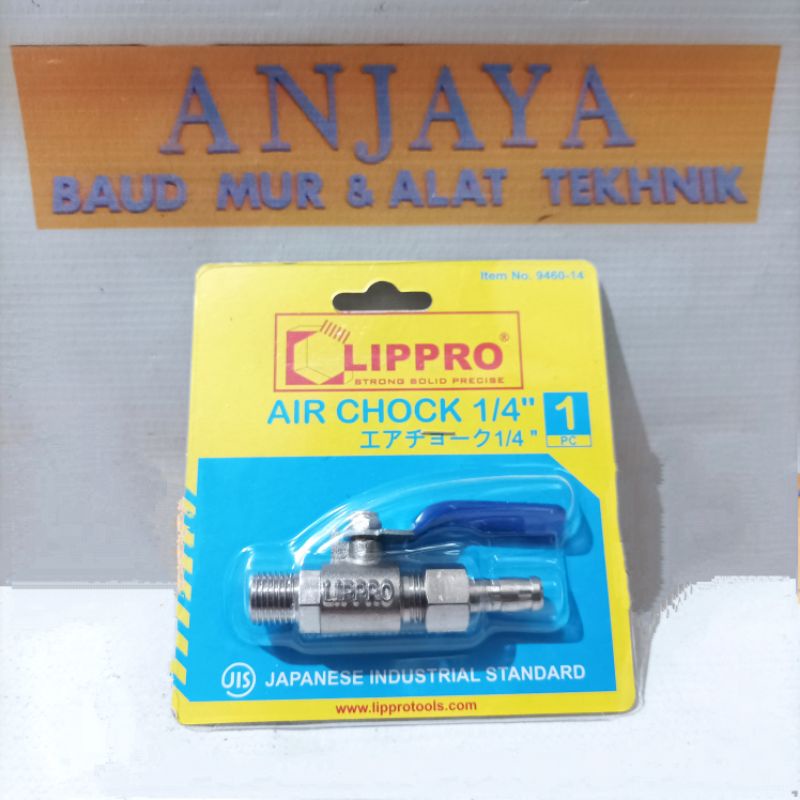 ANJAYA
BAUD MUR & ALAT TEKHNIK
Item No. 9460-14
LIPPRO®
STRONG SOLID PRECISE
AIR CHOCK 1/4" 1
エアチョーク1/4 " PC
LIPPRO
JIS JAPANESE INDUSTRIAL STANDARD
www.lipprotools.com